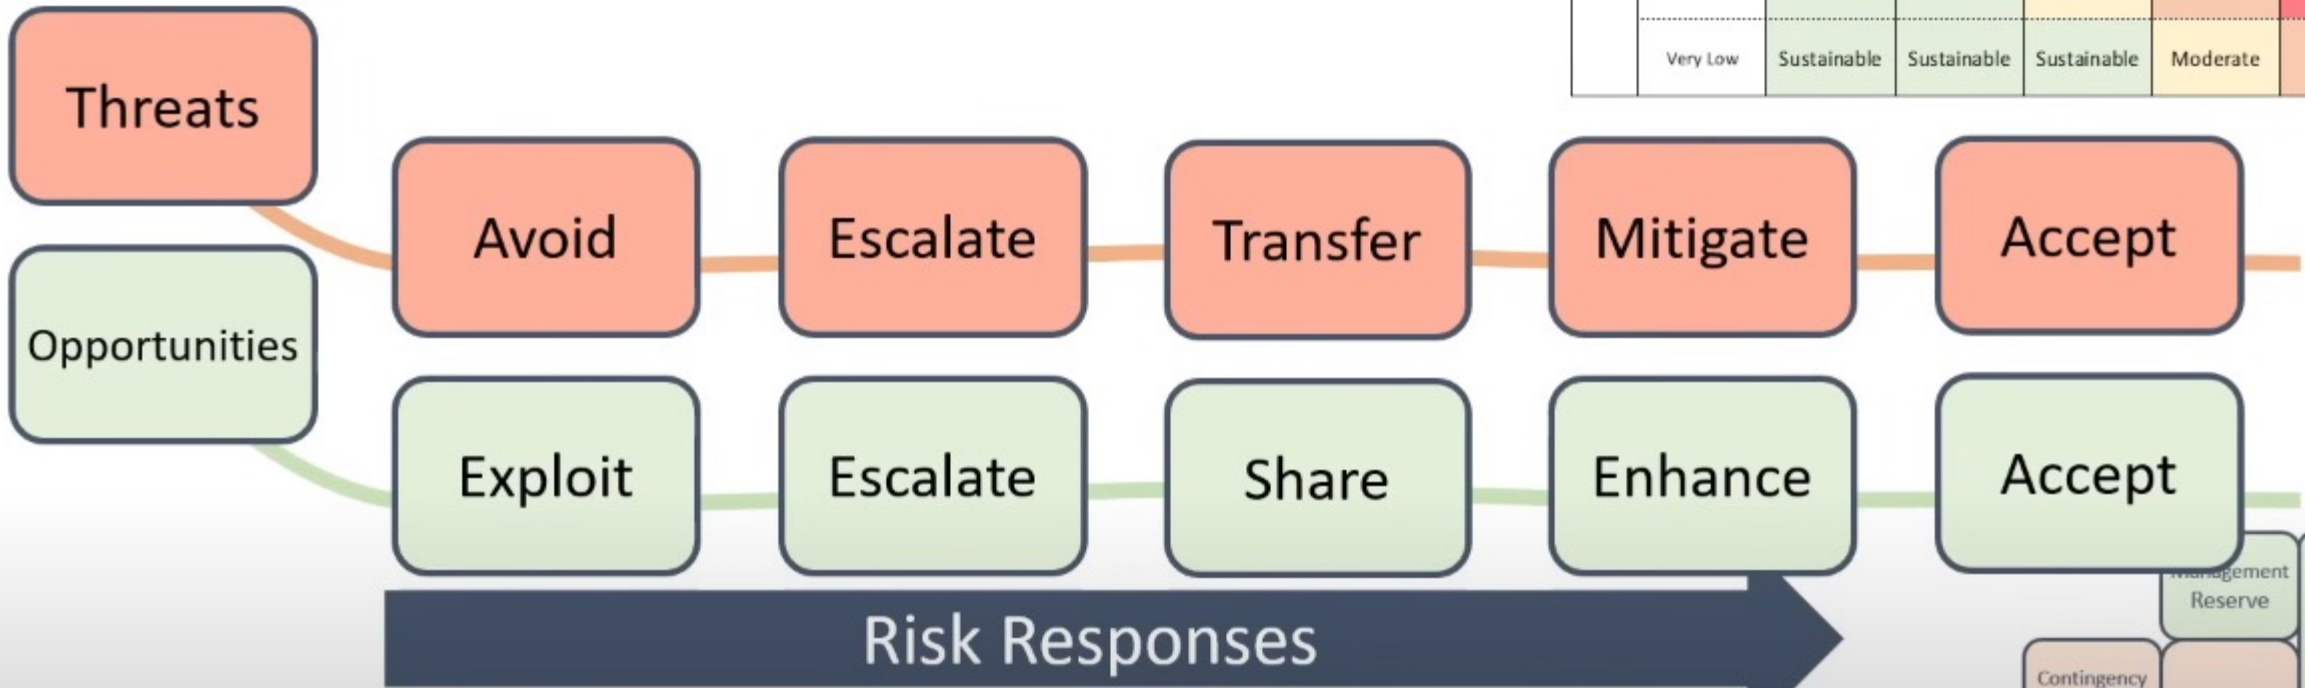 Threats
Very Low Sustainable Sustainable Sustainable Moderate
Avoid Escalate Transfer Mitigate Accept
Opportunities
Exploit Escalate Share Enhance Accept
Management
Reserve
Risk Responses
Contingency